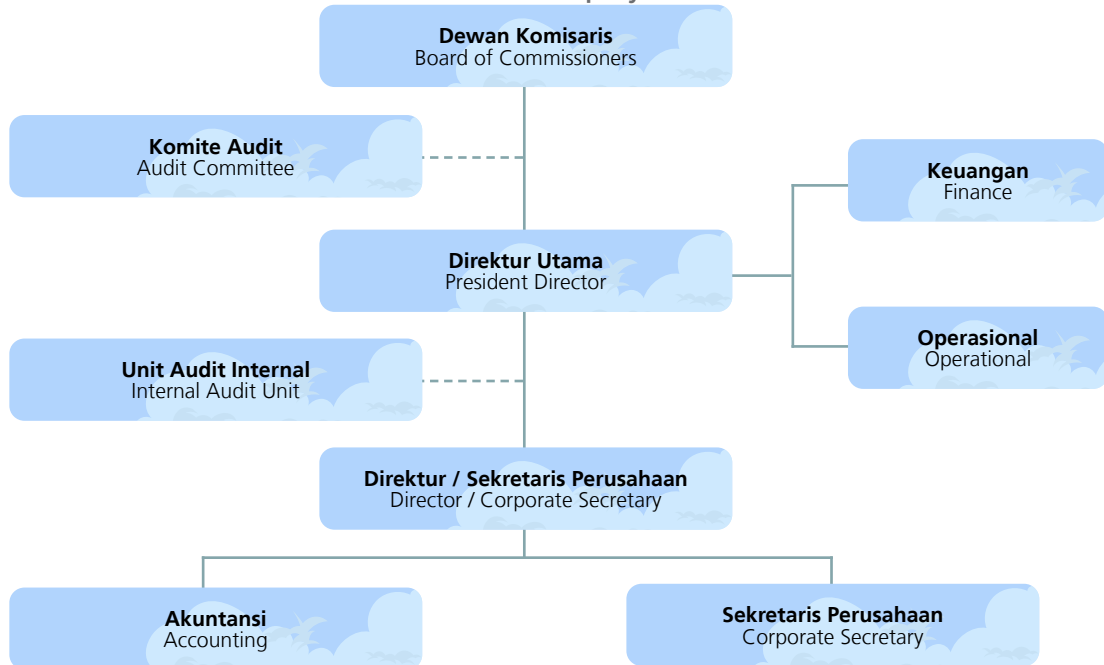 Dewan Komisaris
Board of Commissioners
Komite Audit
Audit Committee
Keuangan
Finance
Direktur Utama
President Director
Operasional
Operational
Unit Audit Internal
Internal Audit Unit
Direktur / Sekretaris Perusahaan
Director / Corporate Secretary
Akuntansi
Accounting
Sekretaris Perusahaan
Corporate Secretary